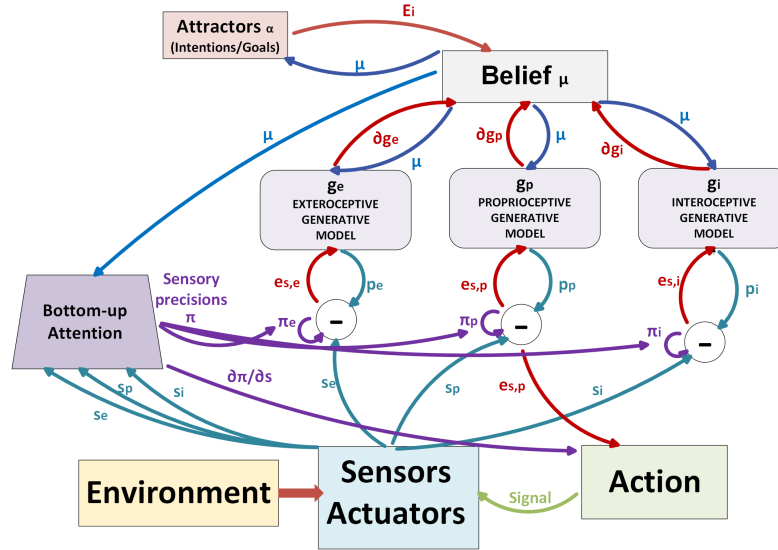 Attractors α
(Intentions/Goals)
Ei
μ
Belief μ
μ
∂ge
μ
∂gp
μ
∂gi
μ
ge
EXTEROCEPTIVE
GENERATIVE
MODEL
gp
PROPRIOCEPTIVE
GENERATIVE
MODEL
gi
INTEROCEPTIVE
GENERATIVE
MODEL
Sensory
precisions
π
es,e
pe
es,p
pp
es,i
pi
Bottom-up
Attention
πe
-
πp
-
πi
-
∂π/∂s
se
sp
si
se
sp
es,p
si
Environment
Sensors
Actuators
Signal
Action